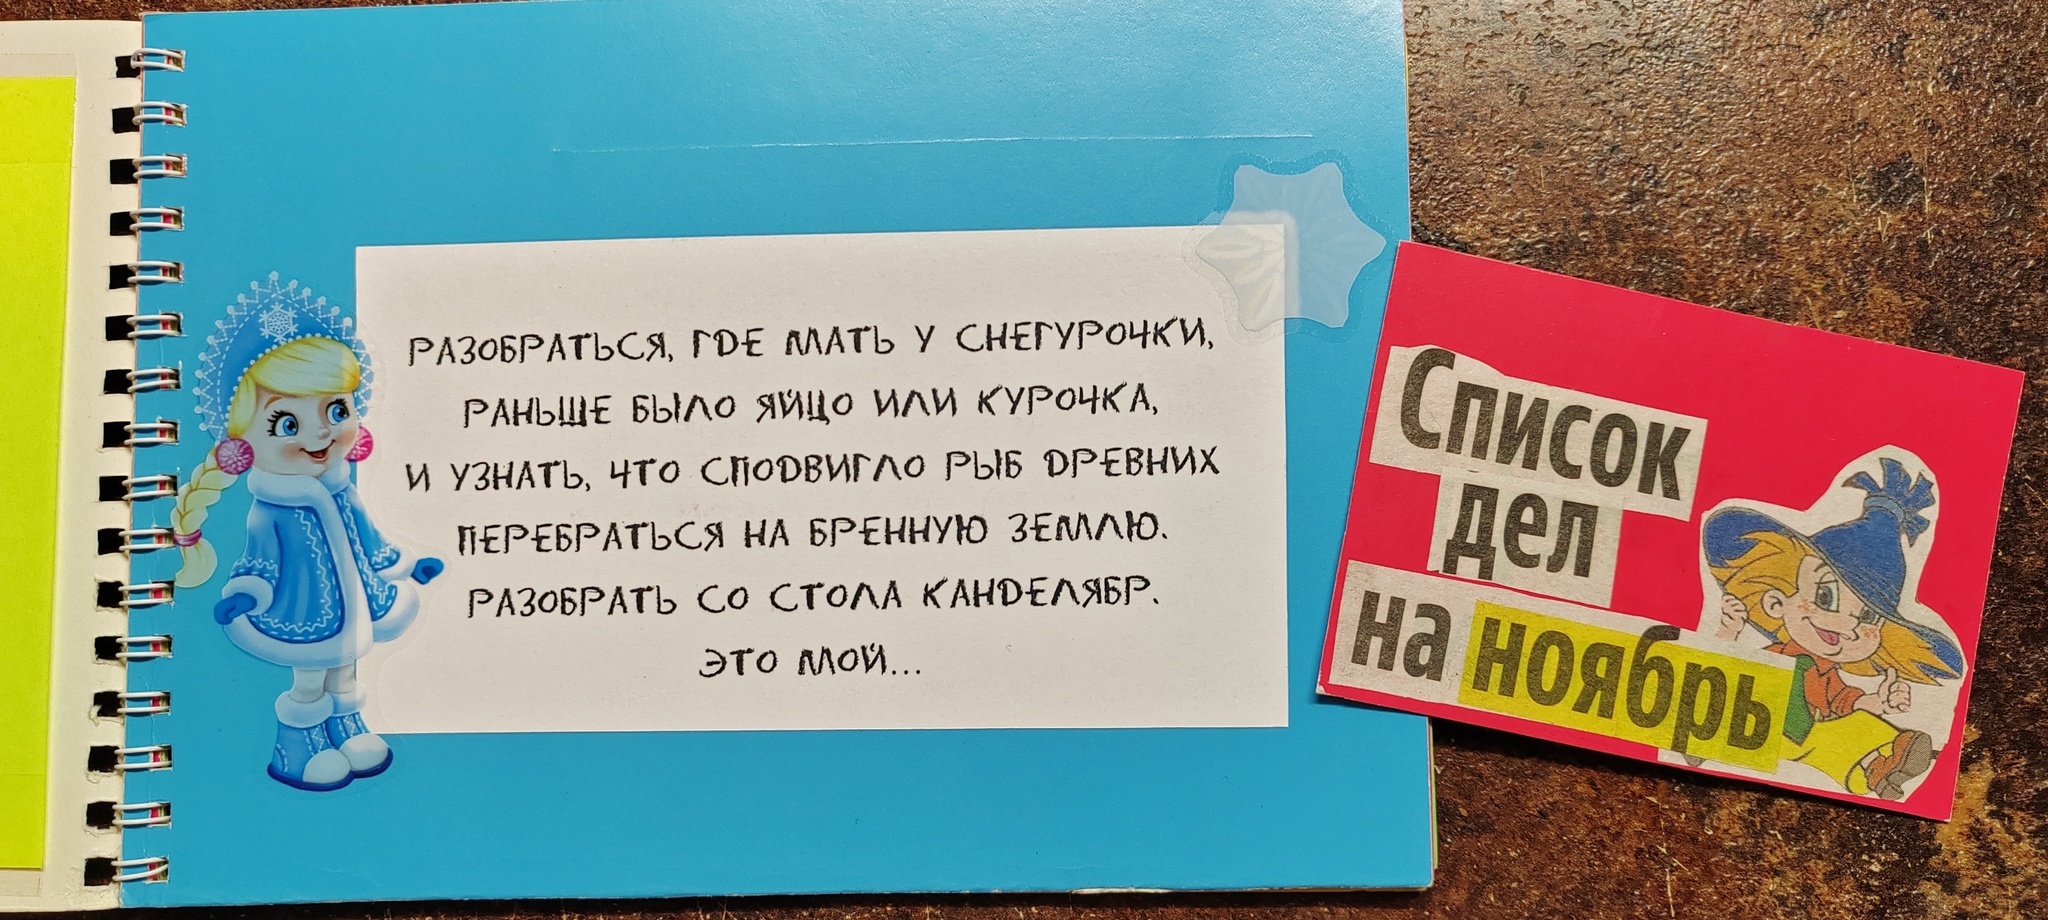 РАЗОБРАТЬСЯ, ГДЕ МАТЬ У СНЕГУРОЧКИ,
РАНЬШЕ БЫЛО ЯЙЦО ИЛИ КУРОЧКА,
И УЗНАТЬ, ЧТО СПОДВИГЛО РЫБ ДРЕВНИХ
ПЕРЕБРАТЬСЯ НА БРЕННУЮ ЗЕМЛЮ.
РАЗОБРАТЬ СО СТОЛА КАНДЕЛЯБР.
ЭТО МОЙ...
Список
дел
на ноябрь